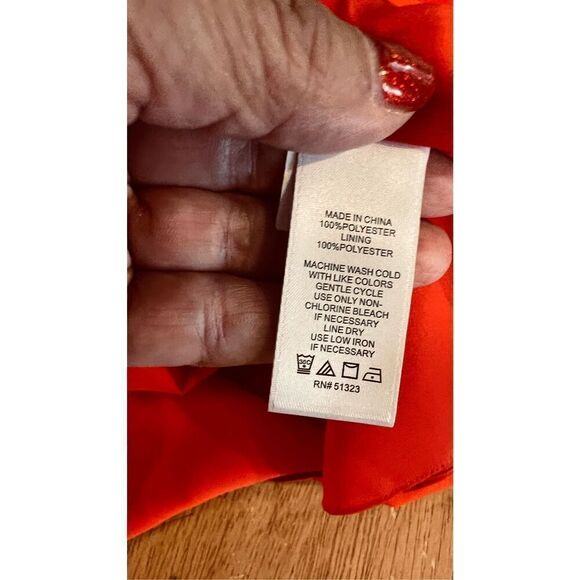 MADE IN CHINA
100%POLYESTER
LINING
100%POLYESTER
MACHINE WASH COLD
WITH LIKE COLORS
GENTLE CYCLE
USE ONLY NON-
CHLORINE BLEACH
IF NECESSARY
LINE DRY
USE LOW IRON
IF NECESSARY
30C
RN# 51323